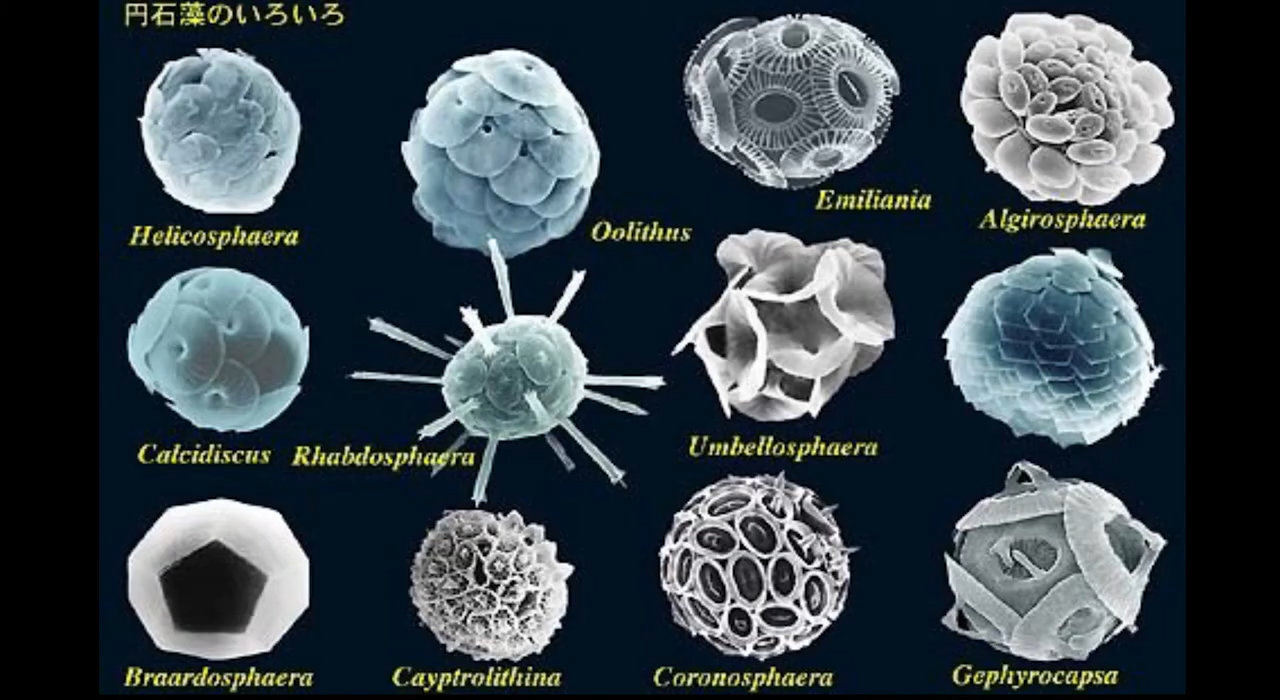 円石藻のいろいろ
Helicosphaera
Oolithus
Emiliania
Algirosphaera
Calcidiscus
Rhabdosphaera
Umbellosphaera
Braardosphaera
Cayptrolithina
Coronosphaera
Gephyrocapsa